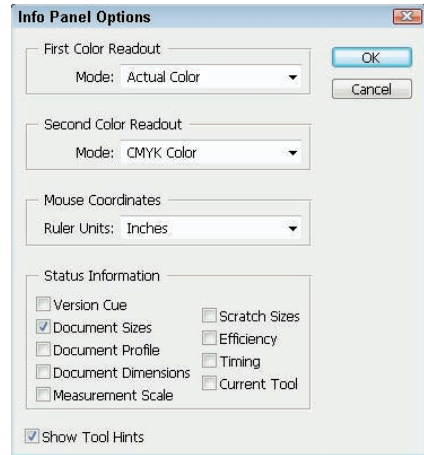 Info Panel Options
First Color Readout
Mode: Actual Color
OK
Cancel
Second Color Readout
Mode: CMYK Color
Mouse Coordinates
Ruler Units: Inches
Status Information
Version Cue
Document Sizes
Document Profile
Document Dimensions
Measurement Scale
Scratch Sizes
Efficiency
Timing
Current Tool
Show Tool Hints